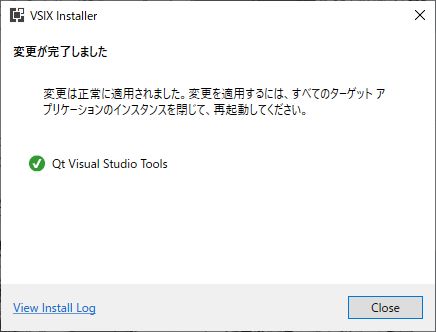 VSIX Installer
変更が完了しました
変更は正常に適用されました。変更を適用するには、すべてのターゲット ア
プリケーションのインスタンスを閉じて、再起動してください。
Qt Visual Studio Tools
View Install Log
Close